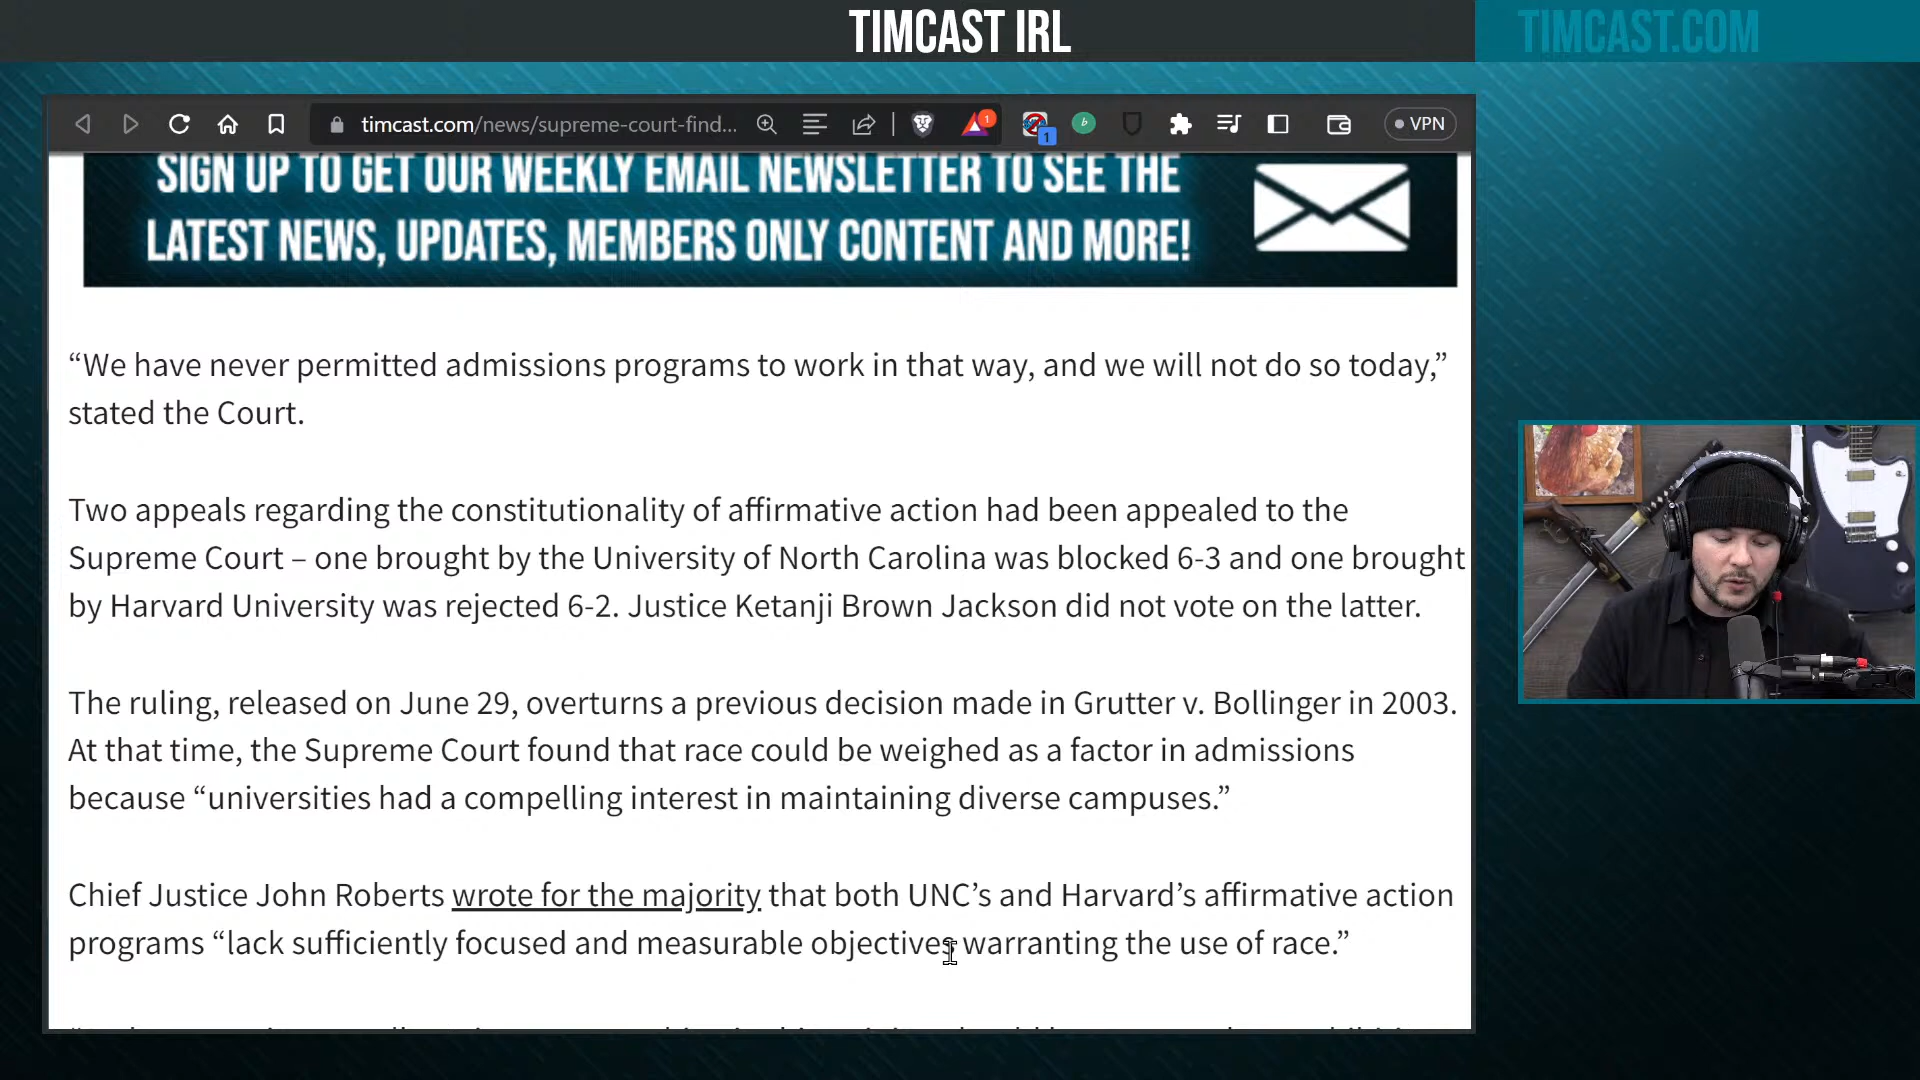 TIMCAST IRL
TIMCAST.COM
timcast.com/news/supreme-court-find...
1
b
1
VPN
SIGN UP TO GET OUR WEEKLY EMAIL NEWSLETTER TO SEE THE
LATEST NEWS, UPDATES, MEMBERS ONLY CONTENT AND MORE!
“We have never permitted admissions programs to work in that way, and we will not do so today,”
stated the Court.
Two appeals regarding the constitutionality of affirmative action had been appealed to the
Supreme Court – one brought by the University of North Carolina was blocked 6-3 and one brought
by Harvard University was rejected 6-2. Justice Ketanji Brown Jackson did not vote on the latter.
The ruling, released on June 29, overturns a previous decision made in Grutter v. Bollinger in 2003.
At that time, the Supreme Court found that race could be weighed as a factor in admissions
because “universities had a compelling interest in maintaining diverse campuses.”
Chief Justice John Roberts wrote for the majority that both UNC’s and Harvard’s affirmative action
programs “lack sufficiently focused and measurable objectives warranting the use of race.”